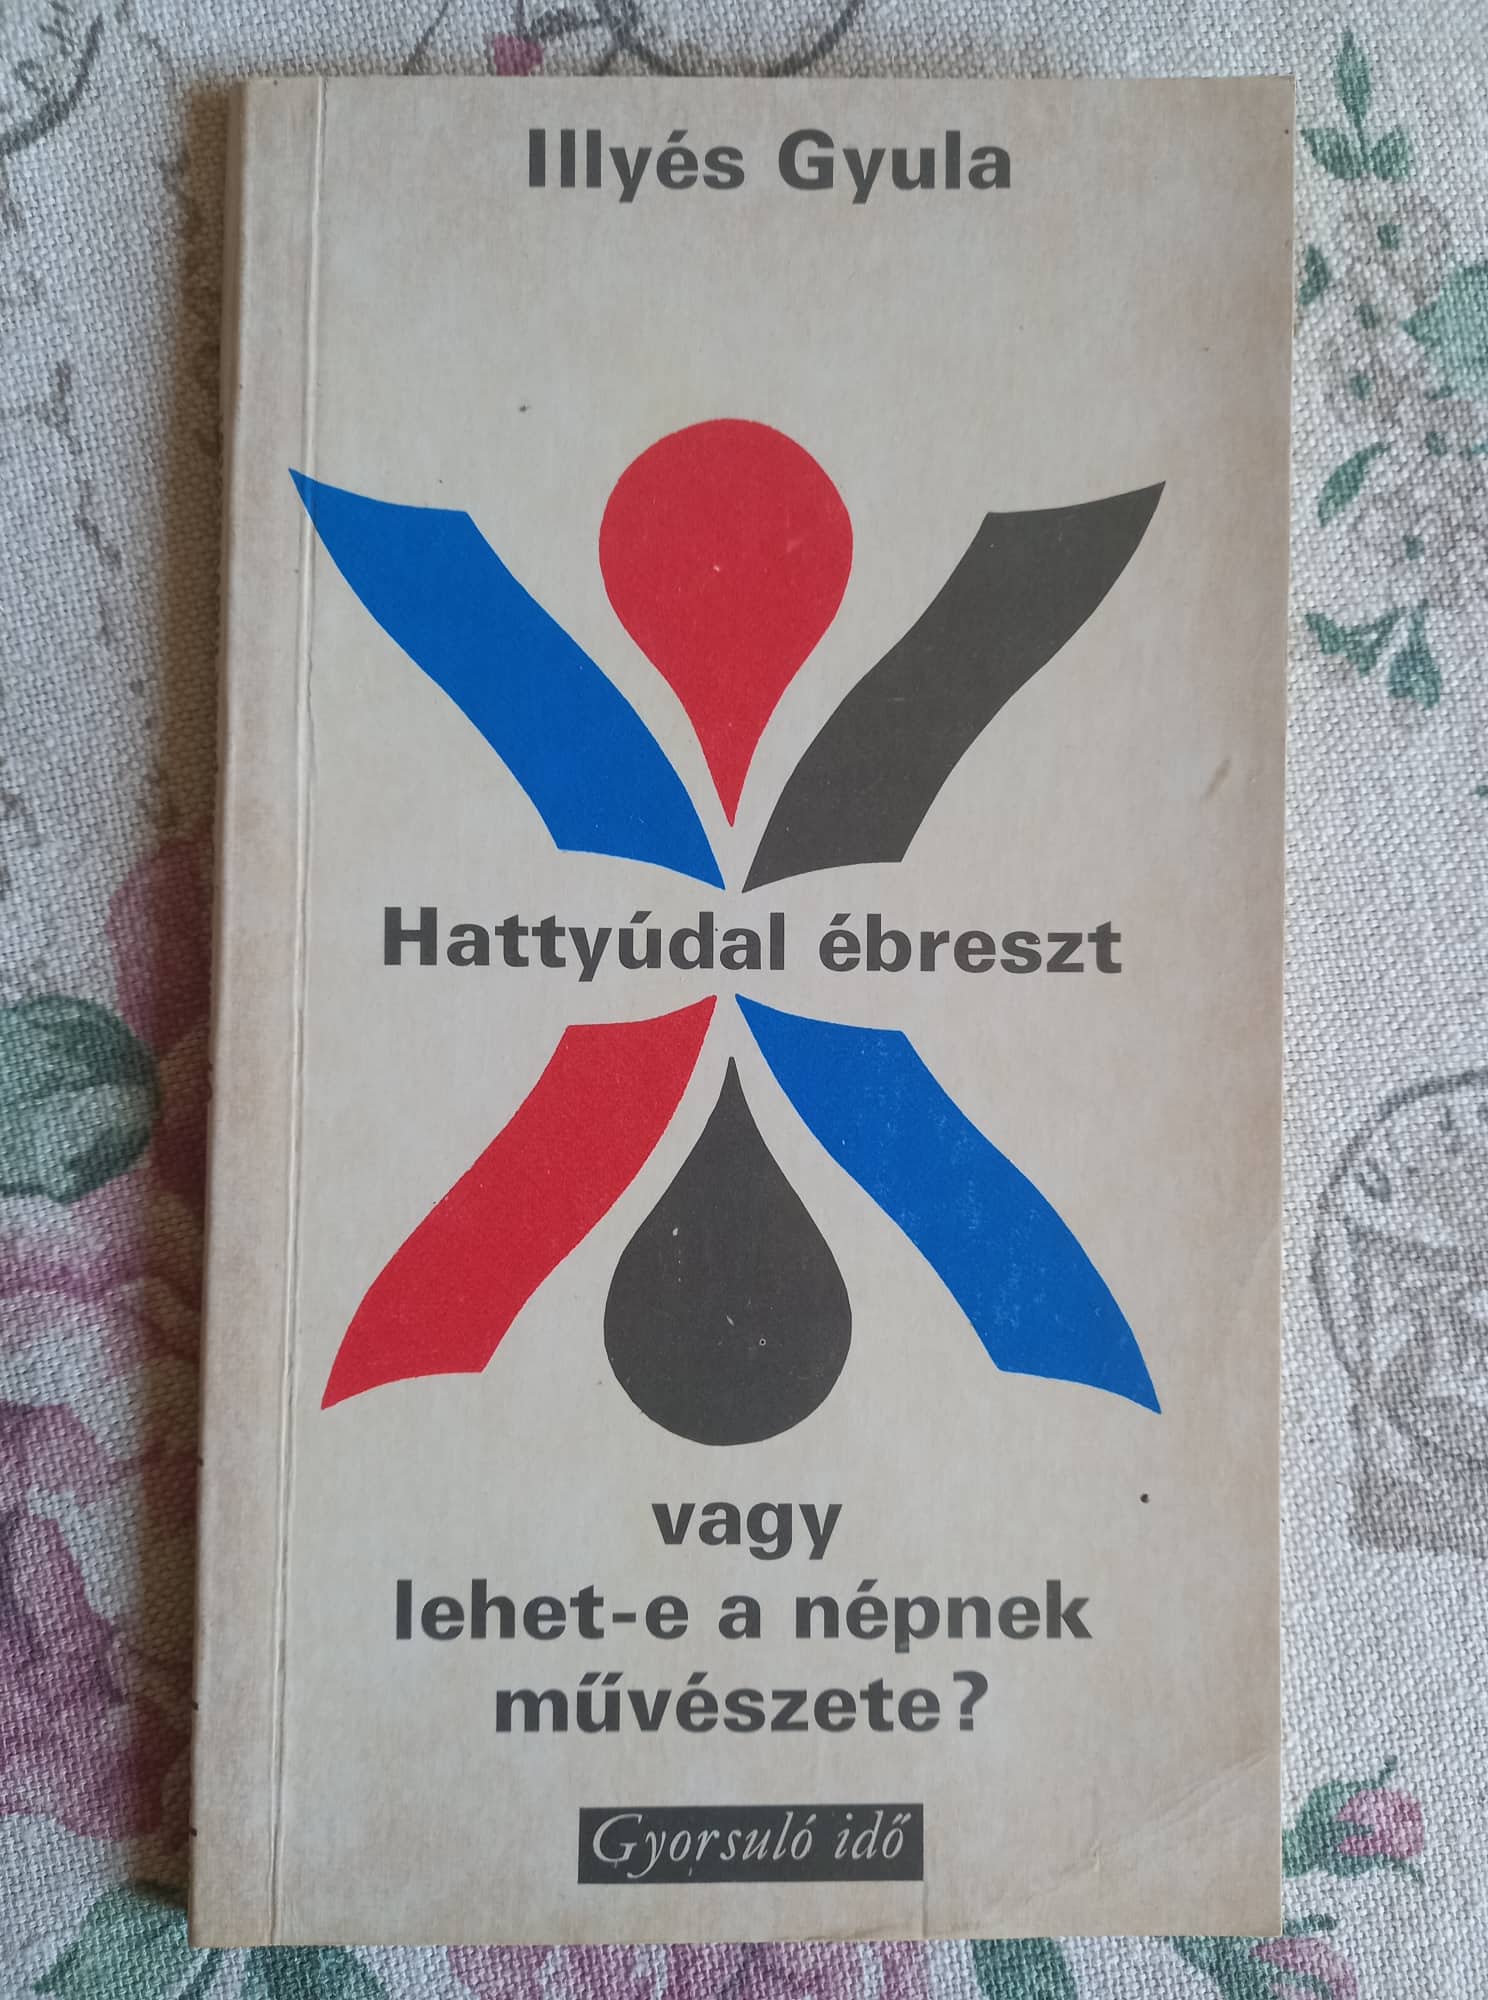 Illyés Gyula
Hattyúdal ébreszt
vagy
lehet-e a népnek
művészete?
Gyorsuló idő